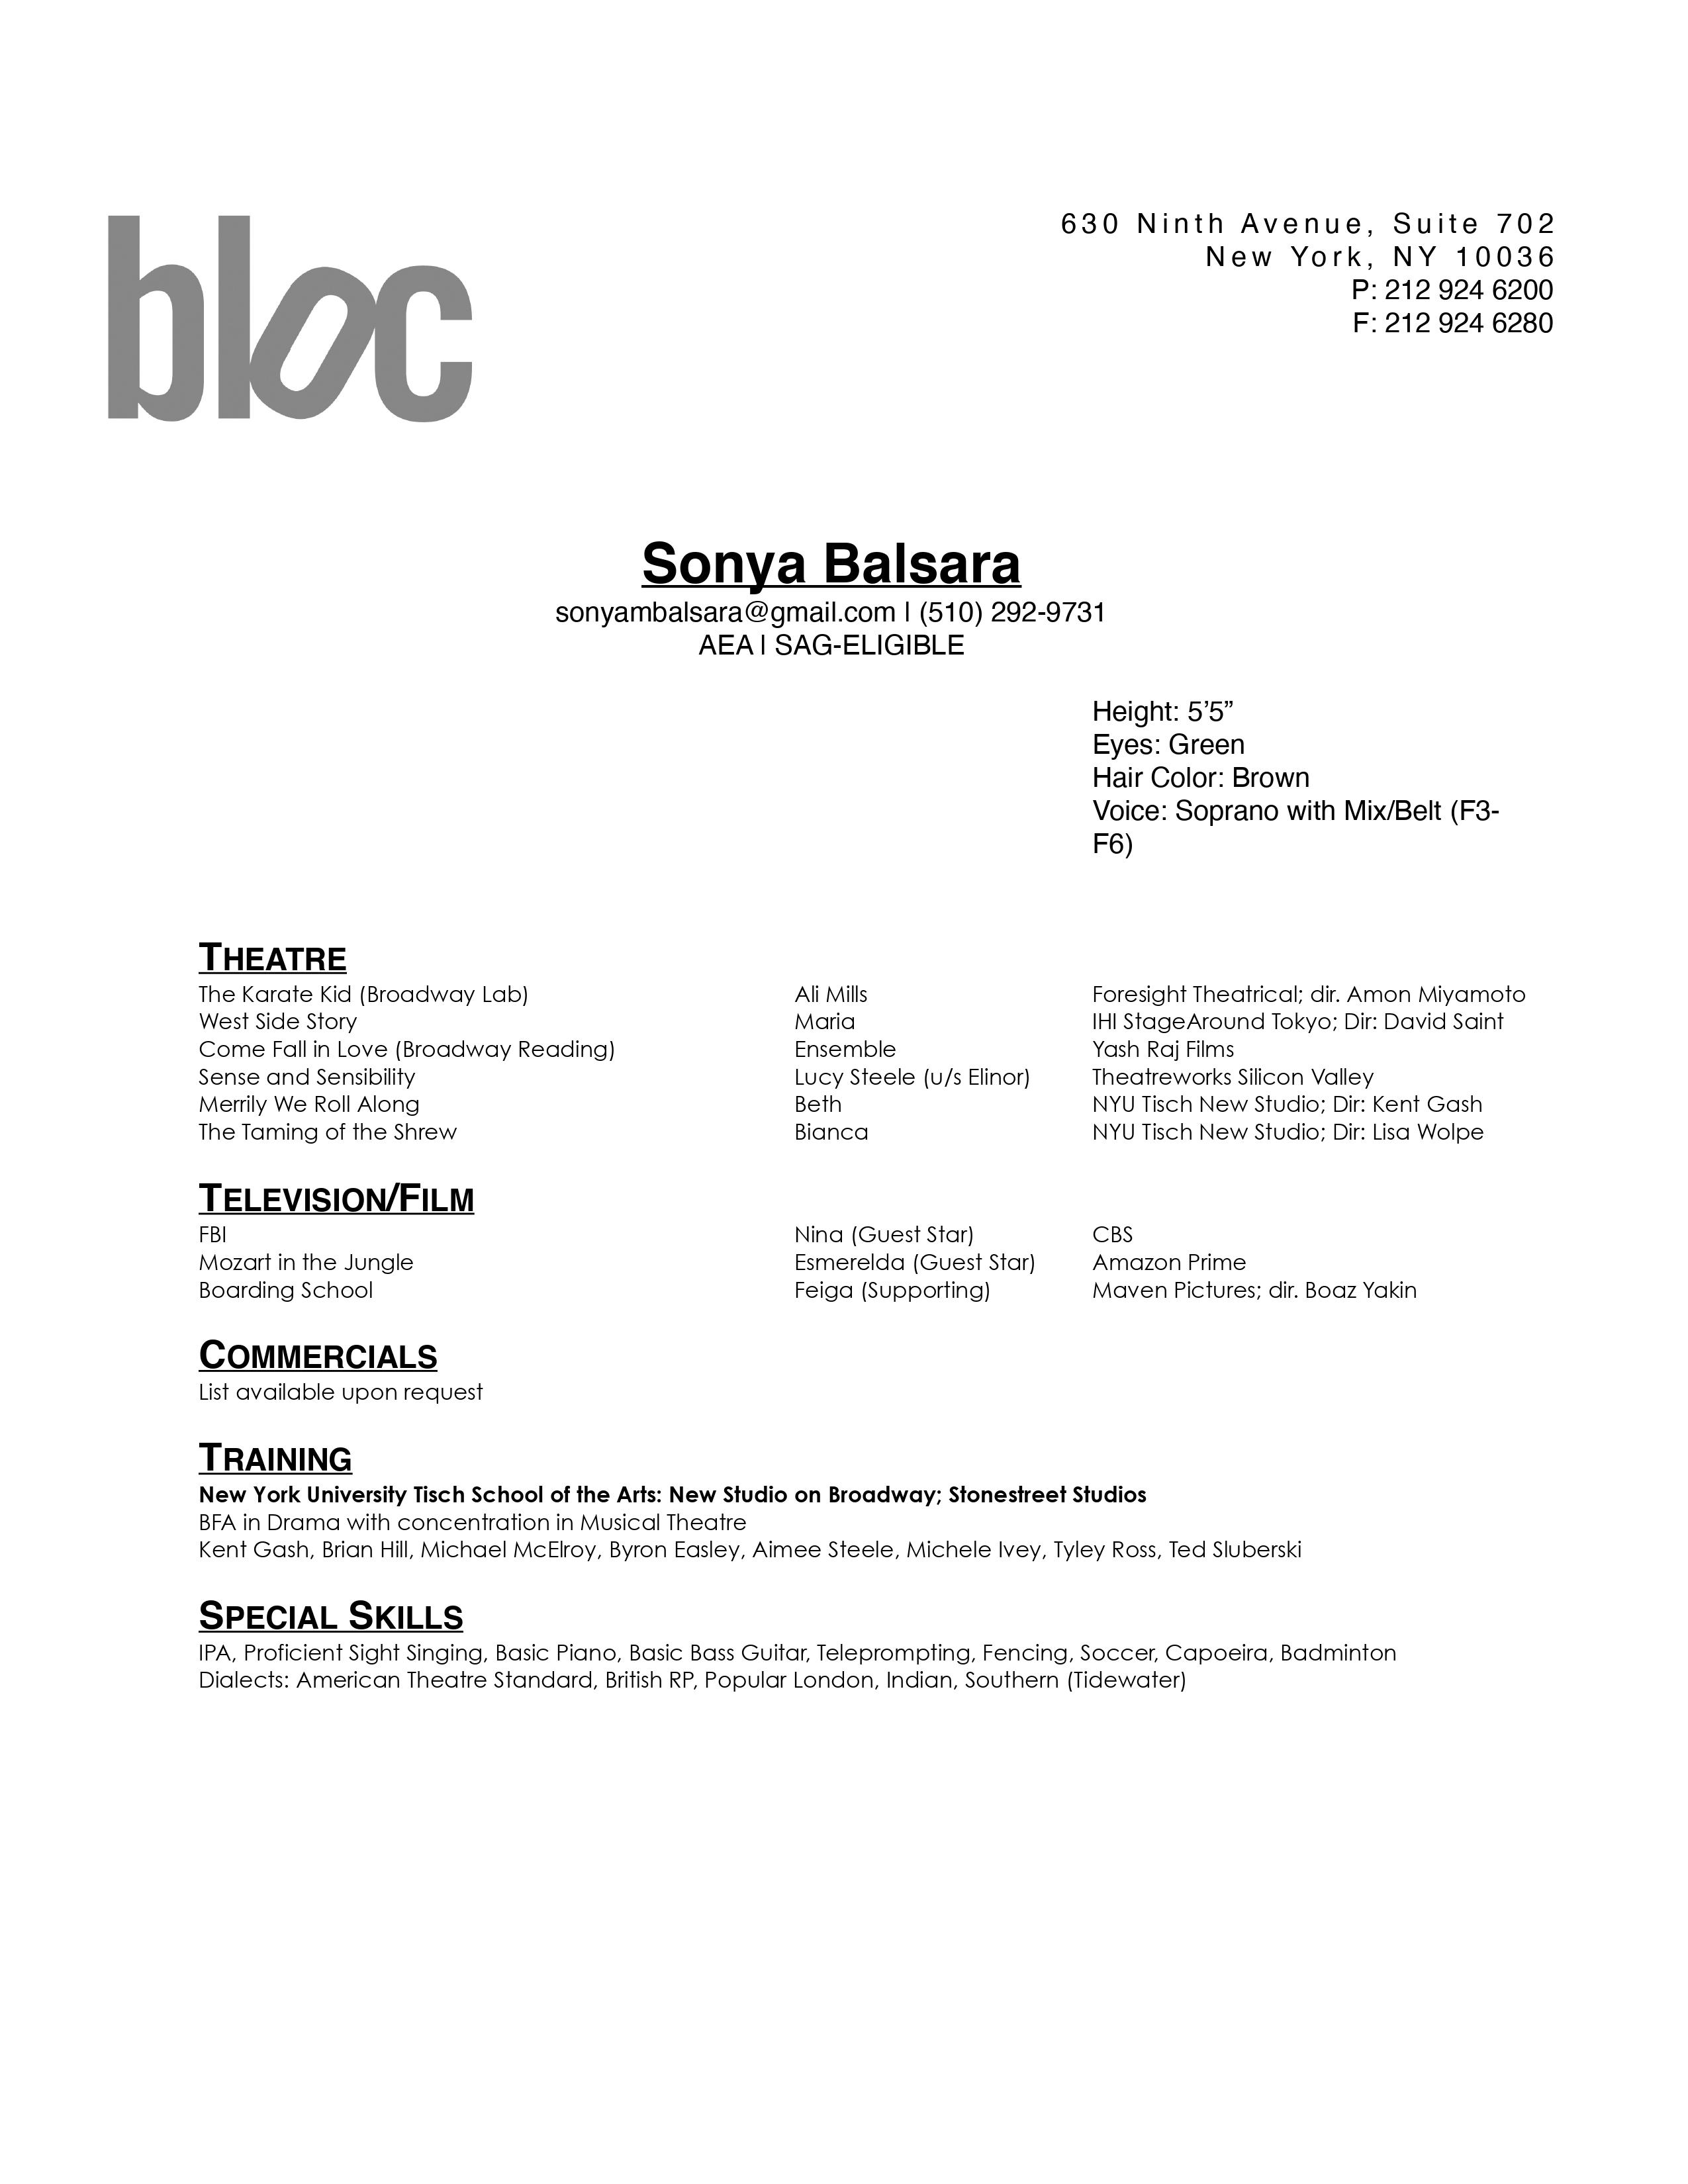 bloc
630 Ninth Avenue, Suite 702
New York, NY 10036
P: 212 924 6200
F: 212 924 6280
Sonya Balsara
sonyambalsara@gmail.com | (510) 292-9731
AEA | SAG-ELIGIBLE
Height: 5’5”
Eyes: Green
Hair Color: Brown
Voice: Soprano with Mix/Belt (F3-
F6)
THEATRE
The Karate Kid (Broadway Lab) Ali Mills Foresight Theatrical; dir. Amon Miyamoto
West Side Story Maria IHI StageAround Tokyo; Dir: David Saint
Come Fall in Love (Broadway Reading) Ensemble Yash Raj Films
Sense and Sensibility Lucy Steele (u/s Elinor) Theatreworks Silicon Valley
Merrily We Roll Along Beth NYU Tisch New Studio; Dir: Kent Gash
The Taming of the Shrew Bianca NYU Tisch New Studio; Dir: Lisa Wolpe
TELEVISION/FILM
FBI Nina (Guest Star) CBS
Mozart in the Jungle Esmerelda (Guest Star) Amazon Prime
Boarding School Feiga (Supporting) Maven Pictures; dir. Boaz Yakin
COMMERCIALS
List available upon request
TRAINING
New York University Tisch School of the Arts: New Studio on Broadway; Stonestreet Studios
BFA in Drama with concentration in Musical Theatre
Kent Gash, Brian Hill, Michael McElroy, Byron Easley, Aimee Steele, Michele Ivey, Tyley Ross, Ted Sluberski
SPECIAL SKILLS
IPA, Proficient Sight Singing, Basic Piano, Basic Bass Guitar, Teleprompting, Fencing, Soccer, Capoeira, Badminton
Dialects: American Theatre Standard, British RP, Popular London, Indian, Southern (Tidewater)